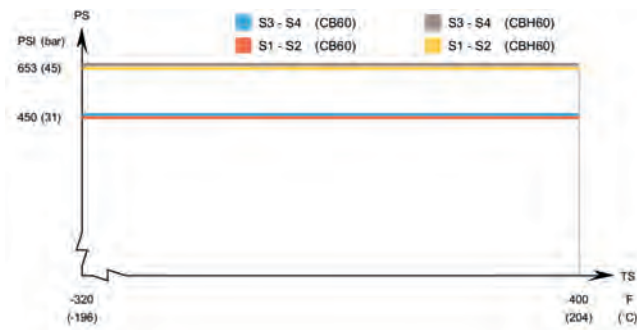 PS
PSI (bar)
S3 - S4 (CB60)
S3 - S4 (CBH60)
S1 - S2 (CB60)
S1 - S2 (CBH60)
653 (45)
450 (31)
TS
-320
-400
°F
(-196)
(204)
(°C)